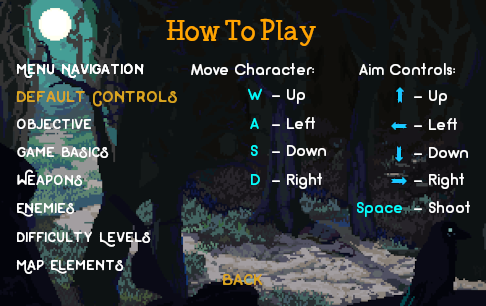 How To Play
MENU NAVIGATION
DEFAULT CONTROLS
OBJECTIVE
GAME BASICS
WEAPONS
ENEMIES
DIFFICULTY LEVELS
MAP ELEMENTS
Move Character:
W – Up
A – Left
S – Down
D – Right
Aim Controls:
↑ – Up
← – Left
↓ – Down
→ – Right
Space – Shoot
BACK